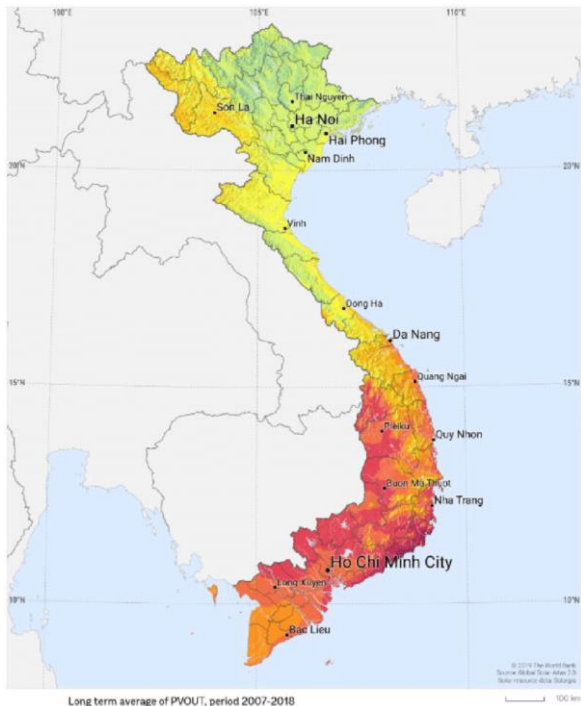 100°E
105°E
110°E
Thai Nguyen
Son La
Ha Noi
Hai Phong
20°N
20°N
Nam Dinh
Vinh
Dong Ha
Da Nang
15°N
15°N
Quang Ngai
Pleiku
Quy Nhon
Buon Ma Thuot
Nha Trang
Ho Chi Minh City
Long Xuyen
10°N
10°N
Bac Lieu
© 2019 The World Bank
Source: Global Solar Atlas 2.0
Solar resource data: Solargis
Long term average of PVOUT, period 2007-2018
100 km